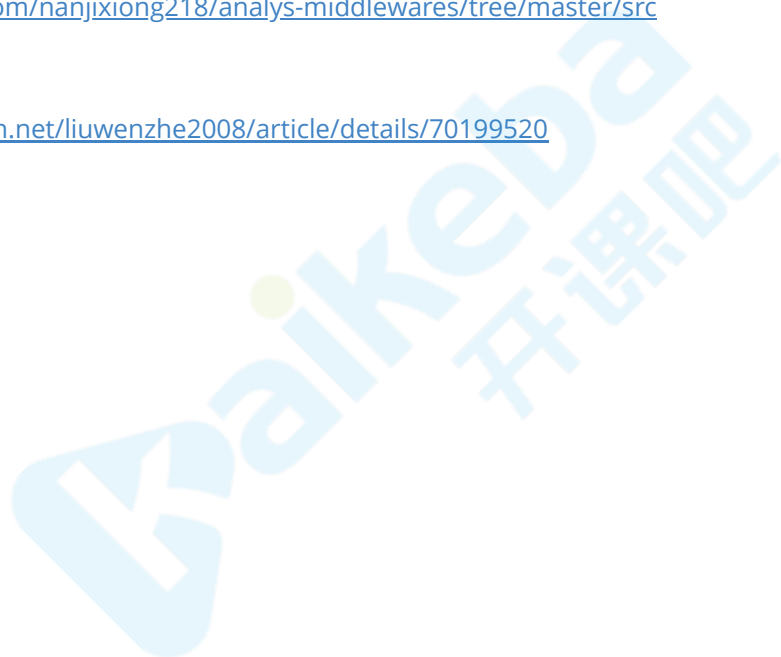 om/nanjixiong218/analys-middlewares/tree/master/src
n.net/liuwenzhe2008/article/details/70199520
Kaikeba
开课吧